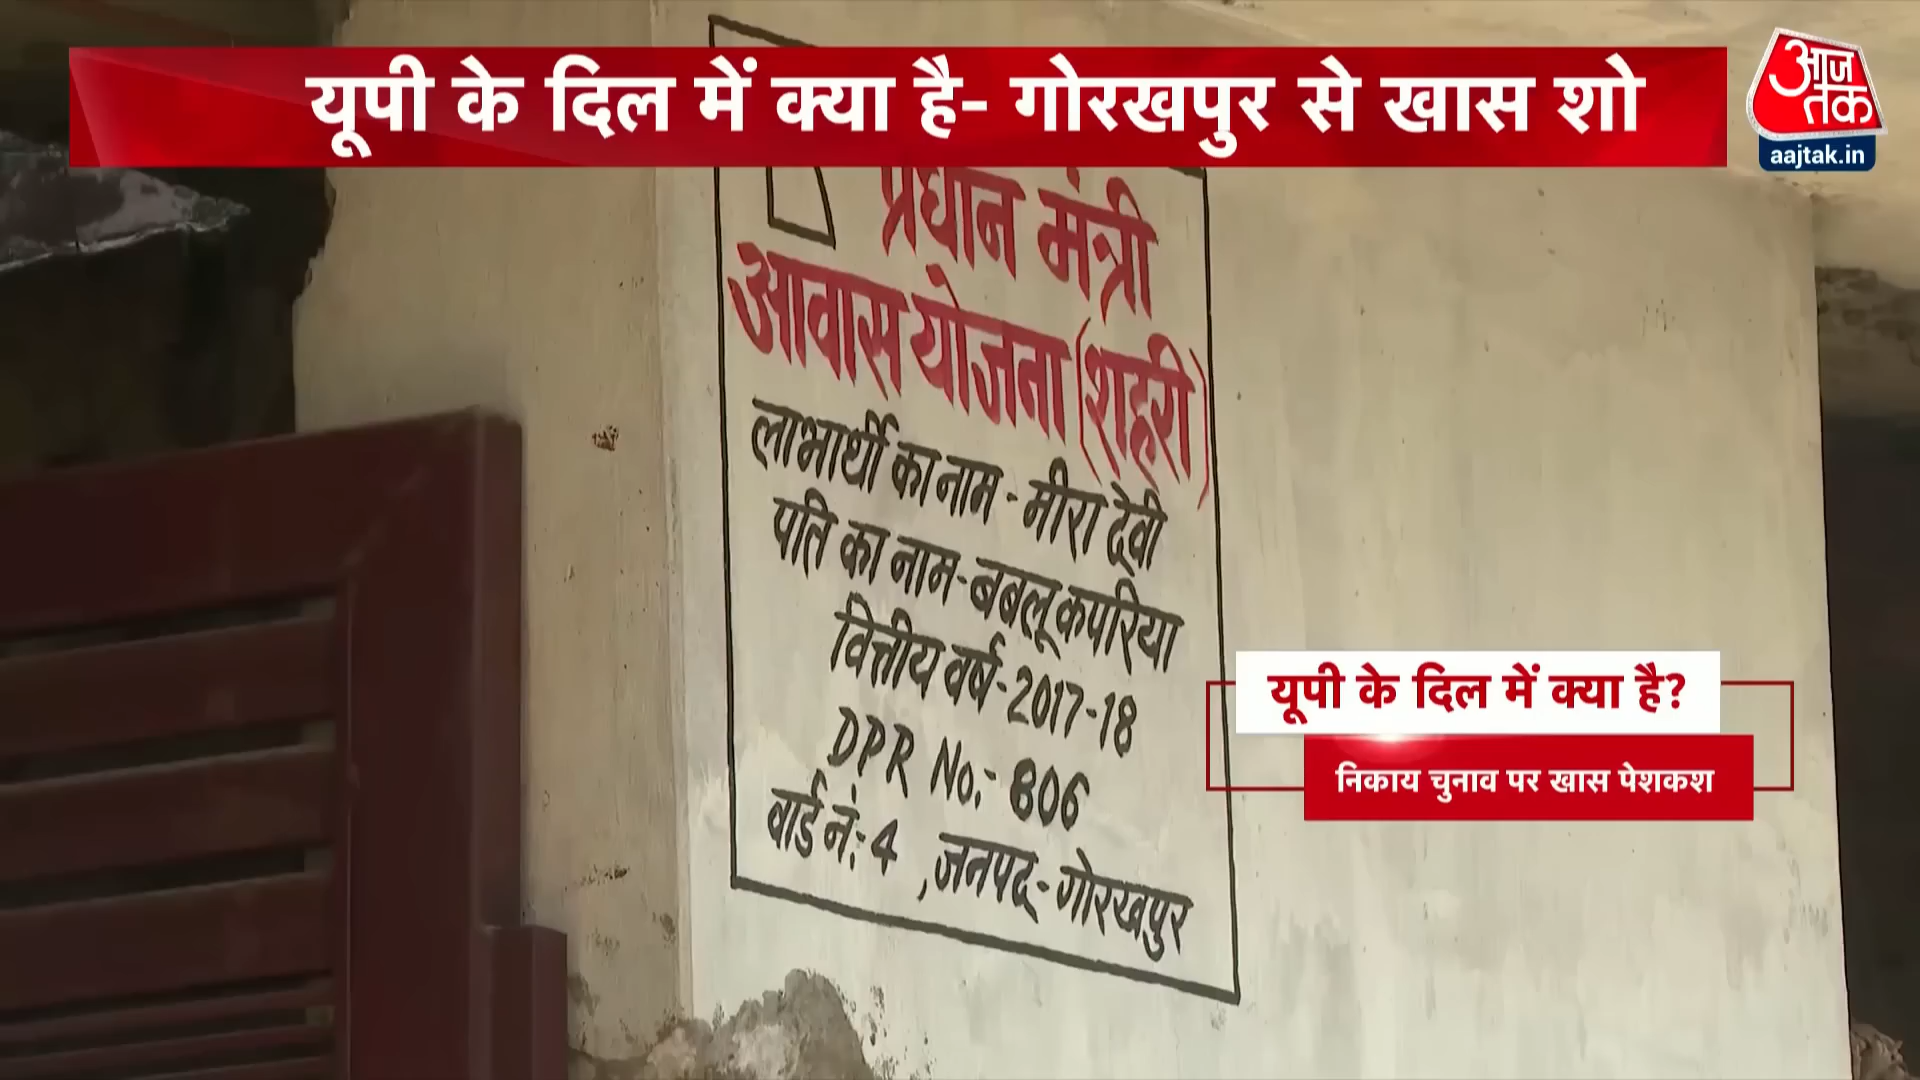 यूपी के दिल में क्या है- गोरखपुर से खास शो
आज
तक
aajtak.in
प्रधान मंत्री
आवास योजना (शहरी)
लाभार्थी का नाम - मीरा देवी
पति का नाम - बबलू कपरिया
वित्तीय वर्ष - 2017-18
DPR No:- 806
वार्ड नं:- 4 , जनपद:- गोरखपुर
यूपी के दिल में क्या है?
निकाय चुनाव पर खास पेशकश